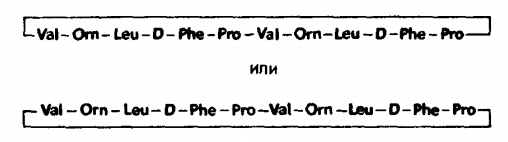 Val – Orn – Leu – D – Phe – Pro – Val – Orn – Leu – D – Phe – Pro
или
Val – Orn – Leu – D – Phe – Pro – Val – Orn – Leu – D – Phe – Pro